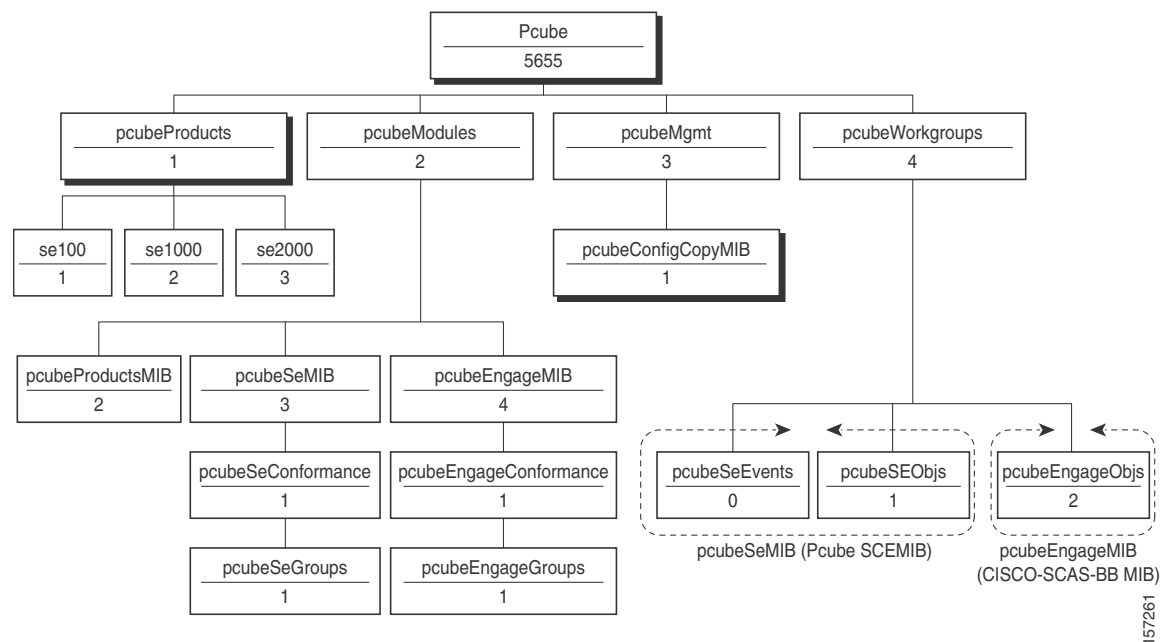 Pcube
5655
pcubeProducts
1
pcubeModules
2
pcubeMgmt
3
pcubeWorkgroups
4
se100
1
se1000
2
se2000
3
pcubeConfigCopyMIB
1
pcubeProductsMIB
2
pcubeSeMIB
3
pcubeEngageMIB
4
pcubeSeConformance
1
pcubeEngageConformance
1
pcubeSeEvents
0
pcubeSEObjs
1
pcubeEngageObjs
2
pcubeSeGroups
1
pcubeEngageGroups
1
pcubeSeMIB (Pcube SCEMIB)
pcubeEngageMIB
(CISCO-SCAS-BB MIB)
157261